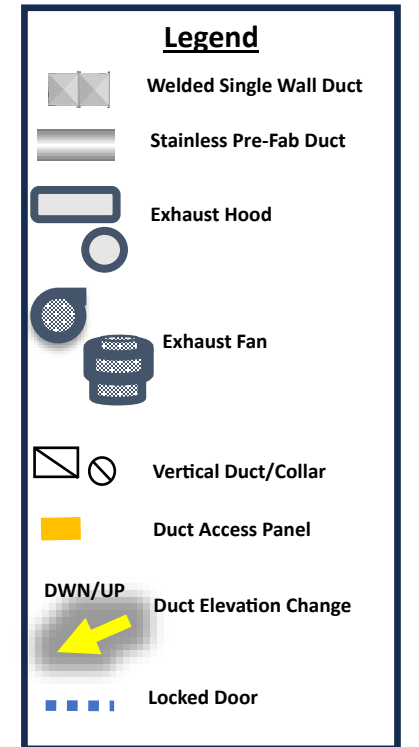 Legend
Welded Single Wall Duct
Stainless Pre-Fab Duct
Exhaust Hood
Exhaust Fan
Vertical Duct/Collar
Duct Access Panel
DWN/UP
Duct Elevation Change
Locked Door